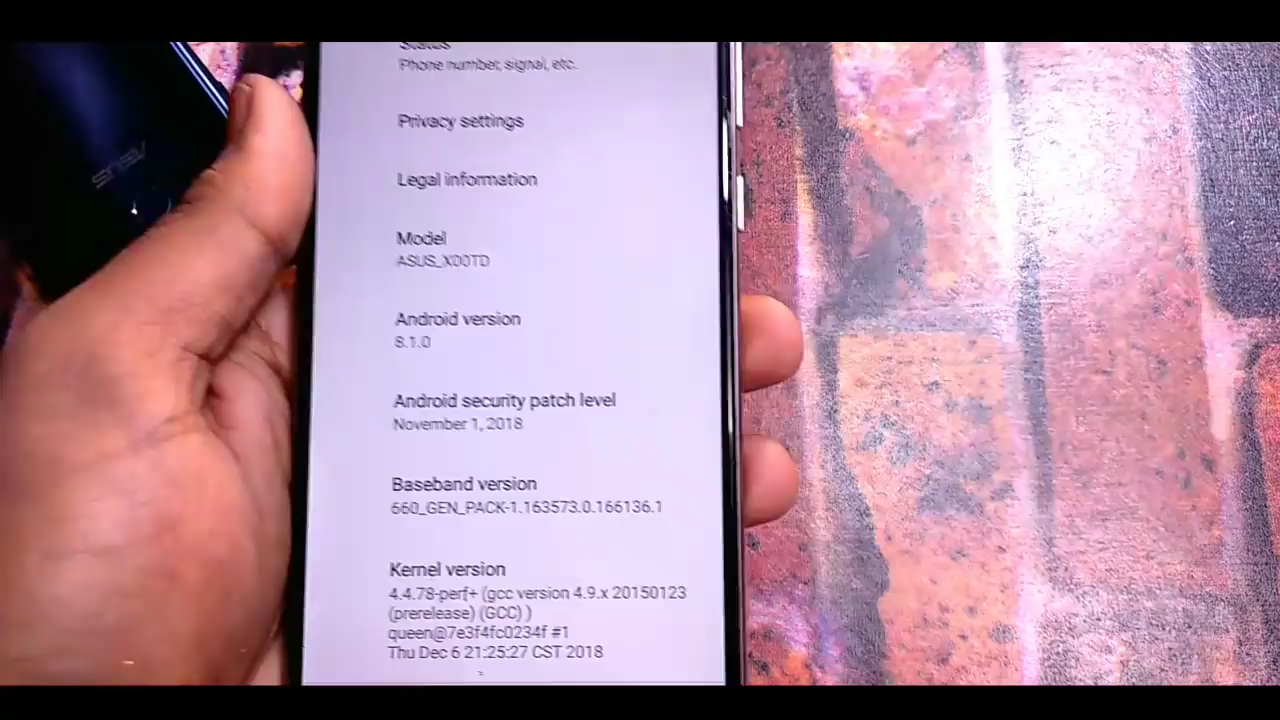 Status
Phone number, signal, etc.
Privacy settings
Legal information
Model
ASUS_X00TD
Android version
8.1.0
Android security patch level
November 1, 2018
Baseband version
660_GEN_PACK-1.163573.0.166136.1
Kernel version
4.4.78-perf+ (gcc version 4.9.x 20150123
(prerelease) (GCC) )
queen@7e3f4fc0234f #1
Thu Dec 6 21:25:27 CST 2018
ASUS